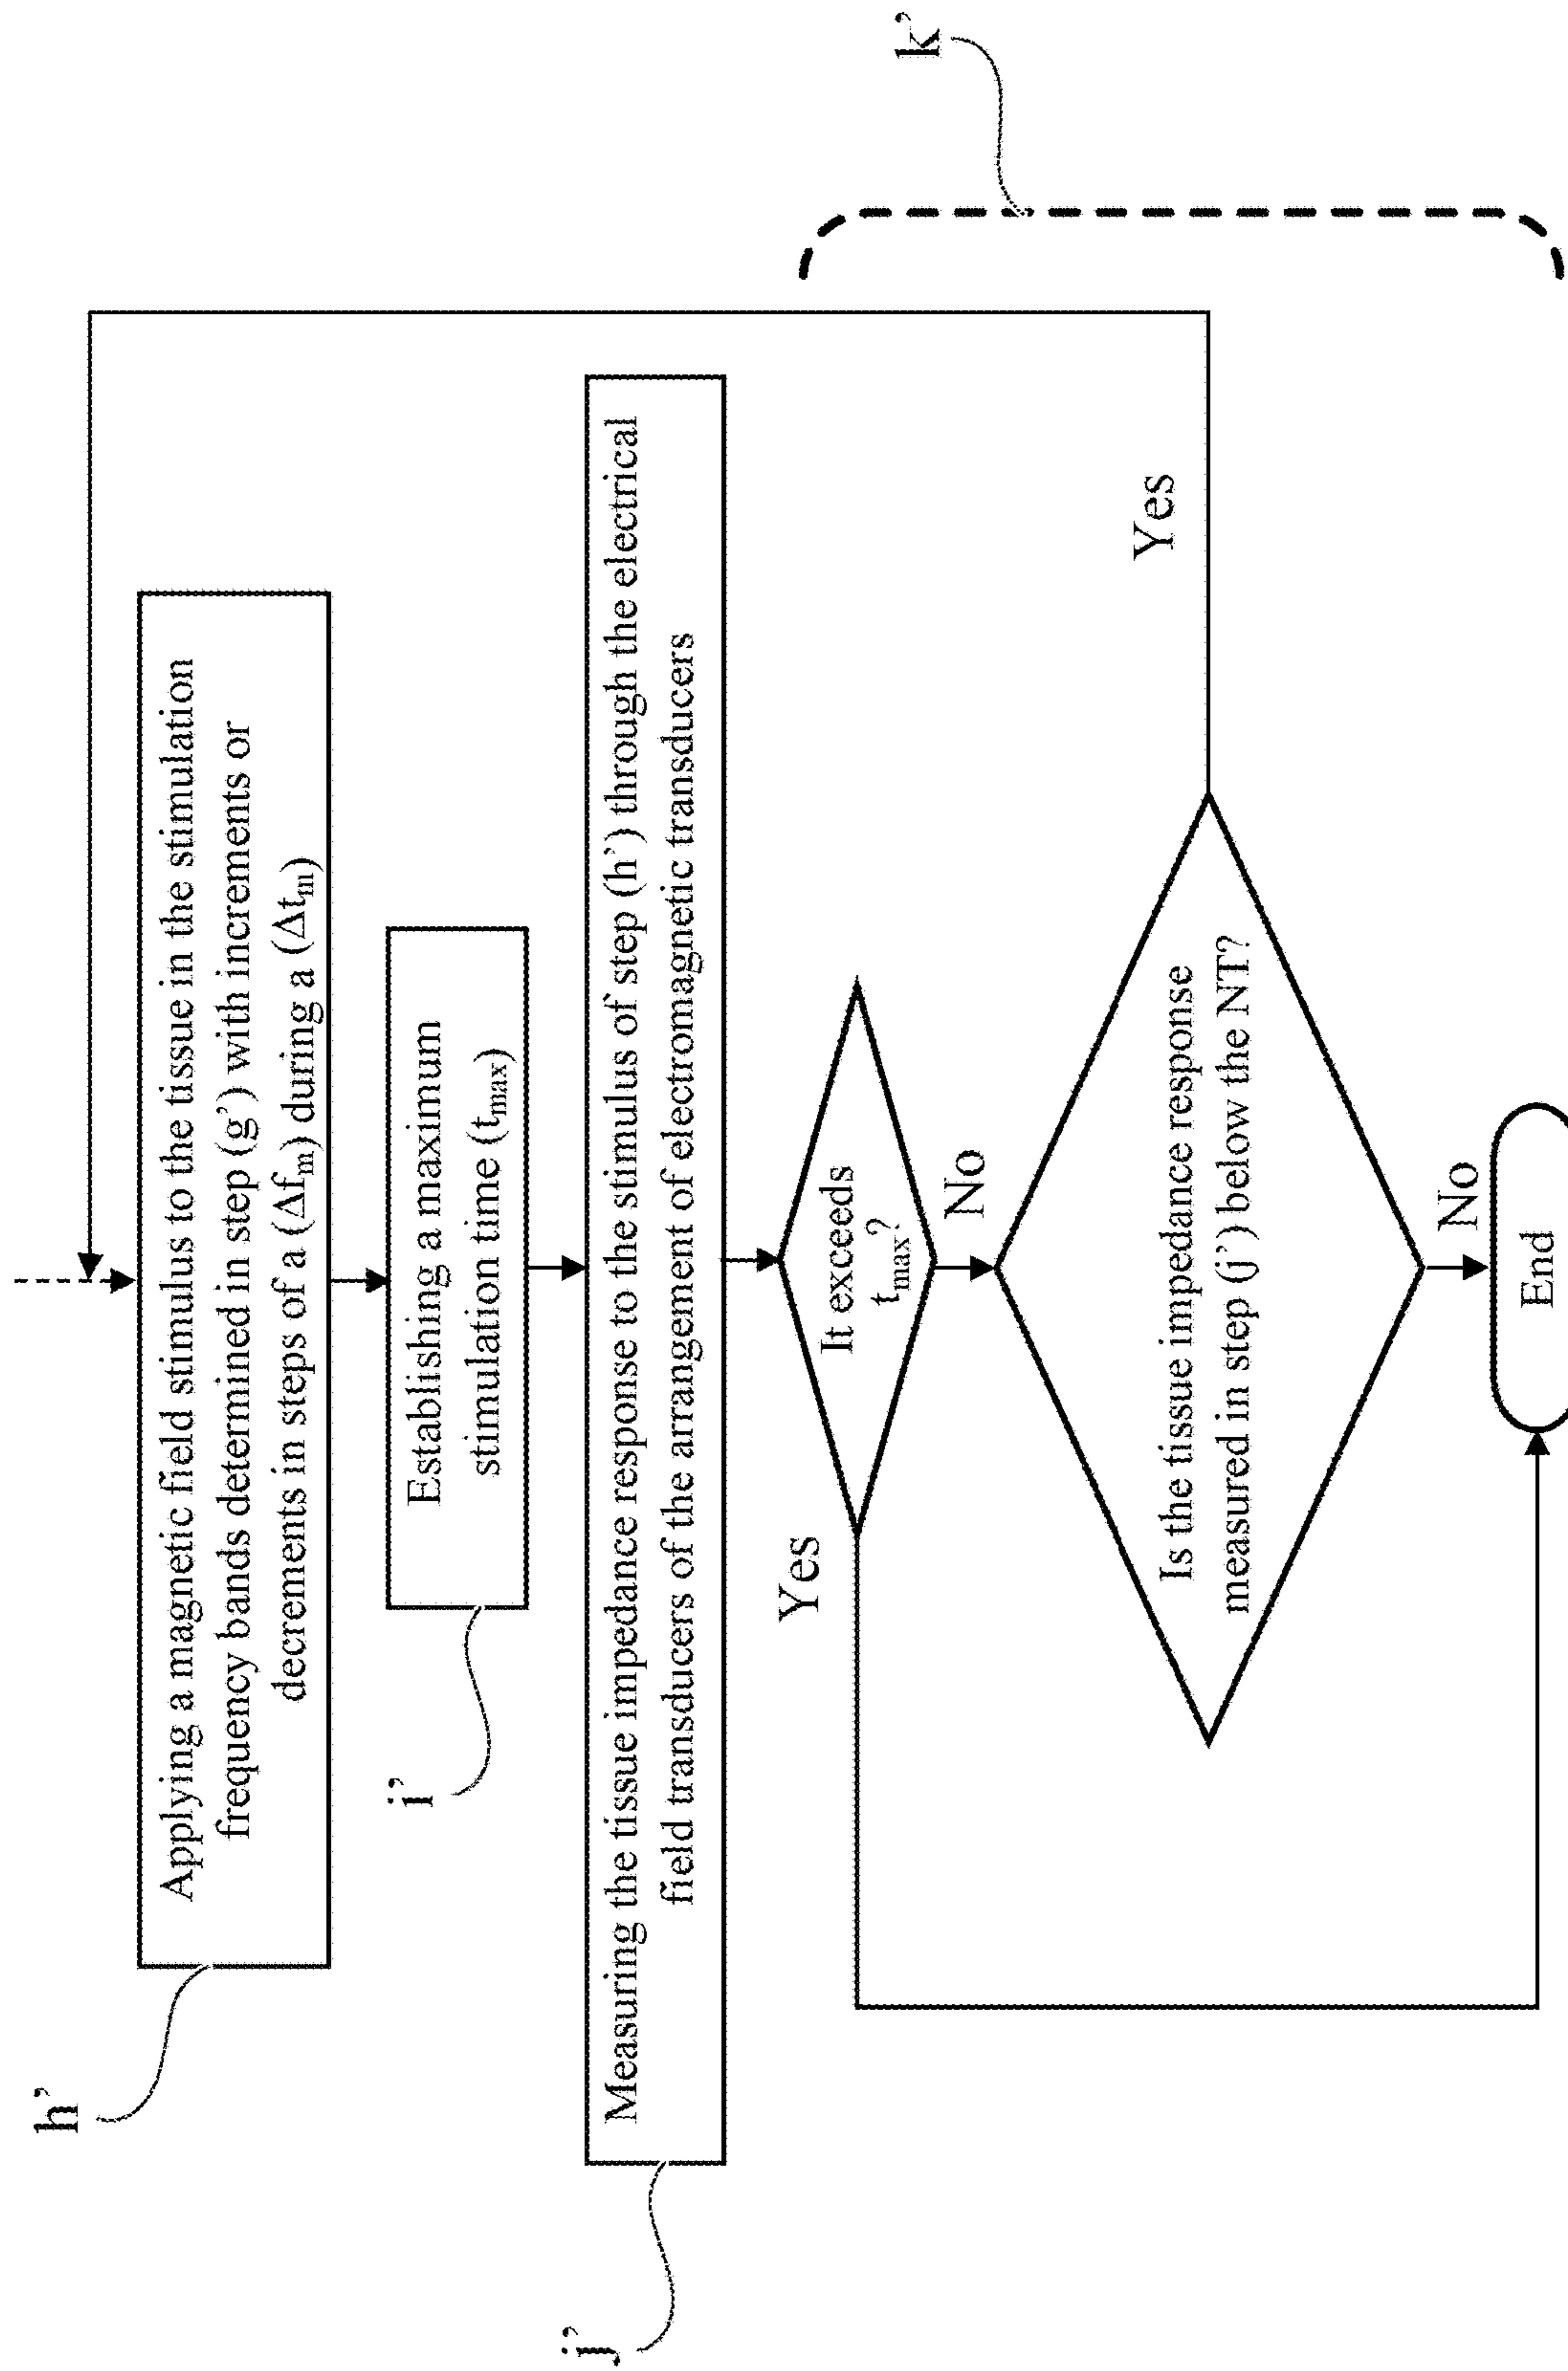 h’
Applying a magnetic field stimulus to the tissue in the stimulation
frequency bands determined in step (g’) with increments or
decrements in steps of a (Δfm) during a (Δtm)
i’
Establishing a maximum
stimulation time (tmax)
j’
Measuring the tissue impedance response to the stimulus of step (h’) through the electrical
field transducers of the arrangement of electromagnetic transducers
k’
Yes
It exceeds
tmax?
No
Is the tissue impedance response
measured in step (j’) below the NT?
Yes
No
End